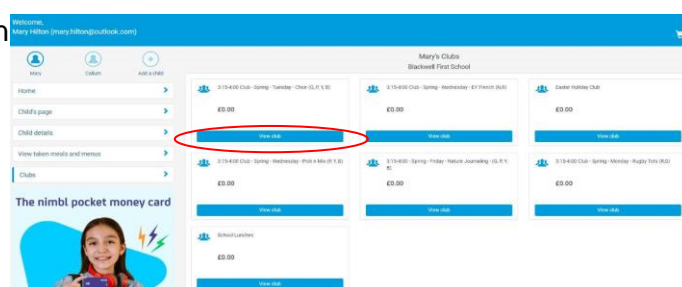 n
Welcome,
Mary Hilton (mary.hilton@outlook.com)
Mary
Callum
Add a child
Home
Child's page
Child details
View taken meals and menus
Clubs
The nimbl pocket money card
Mary's Clubs
Blackwell First School
3:15-4:00 Club - Spring - Tuesday - Choir (G, P, Y, B)
£0.00
View club
3:15-4:00 Club - Spring - Wednesday - EY French (N,R)
£0.00
View club
Easter Holiday Club
£0.00
View club
3:15-4:00 Club - Spring - Wednesday - Pick n Mix (P, Y, B)
£0.00
View club
3:15-4:00 - Spring - Friday - Nature Journaling - (G, P, Y,
B)
£0.00
View club
3:15-4:00 Club - Spring - Monday - Rugby Tots (R,G)
£0.00
View club
School Lunches
£0.00
View club